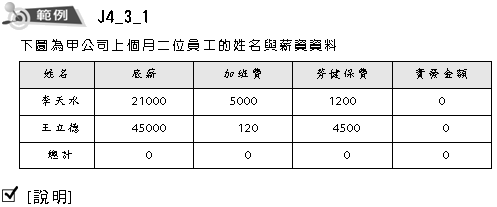 範例 J4_3_1
下圖為甲公司上個月二位員工的姓名與薪資資料
姓名 底薪 加班費 勞健保費 實發金額
李天水 21000 5000 1200 0
王立德 45000 120 4500 0
總計 0 0 0 0
[說明]